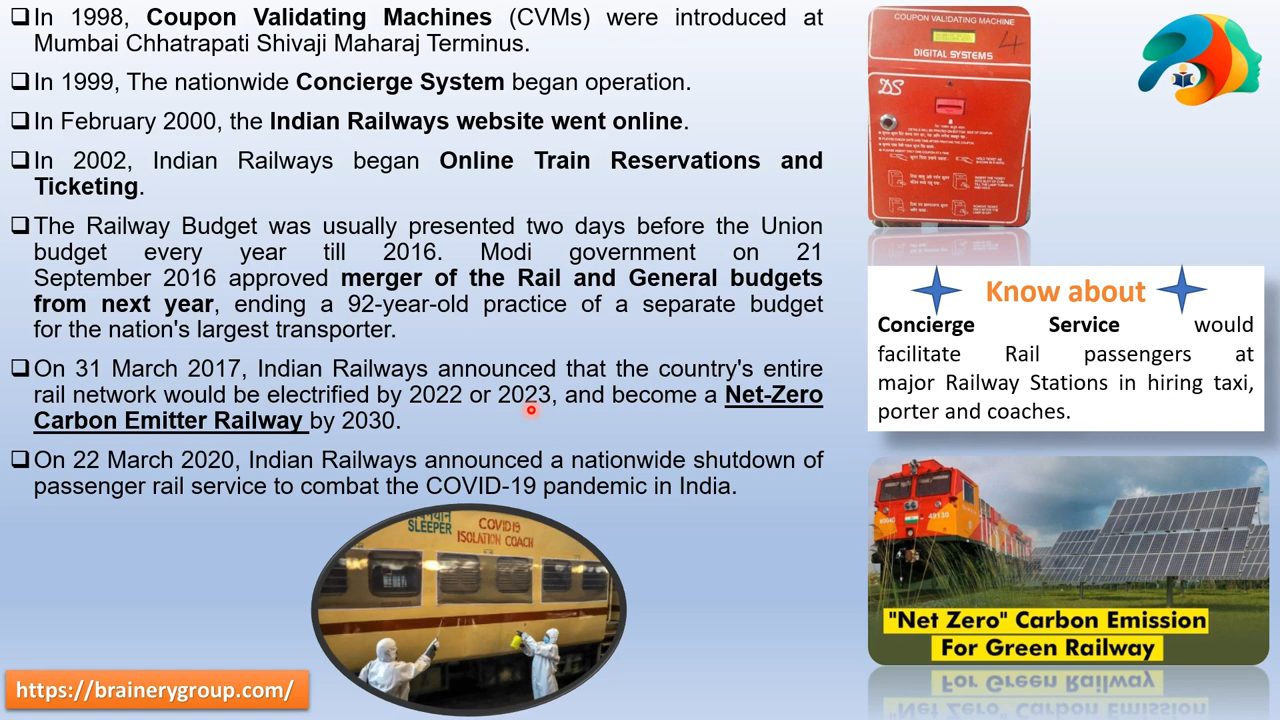 ❑In 1998, Coupon Validating Machines (CVMs) were introduced at
Mumbai Chhatrapati Shivaji Maharaj Terminus.
❑In 1999, The nationwide Concierge System began operation.
❑In February 2000, the Indian Railways website went online.
❑In 2002, Indian Railways began Online Train Reservations and
Ticketing.
❑The Railway Budget was usually presented two days before the Union
budget every year till 2016. Modi government on 21
September 2016 approved merger of the Rail and General budgets
from next year, ending a 92-year-old practice of a separate budget
for the nation's largest transporter.
❑On 31 March 2017, Indian Railways announced that the country's entire
rail network would be electrified by 2022 or 2023, and become a Net-Zero
Carbon Emitter Railway by 2030.
❑On 22 March 2020, Indian Railways announced a nationwide shutdown of
passenger rail service to combat the COVID-19 pandemic in India.
SLEEPER
COVID19
ISOLATION COACH
https://brainerygroup.com/
COUPON VALIDATING MACHINE
4
DIGITAL SYSTEMS
DS
Know about
Concierge Service would
facilitate Rail passengers at
major Railway Stations in hiring taxi,
porter and coaches.
49130
"Net Zero" Carbon Emission
For Green Railway